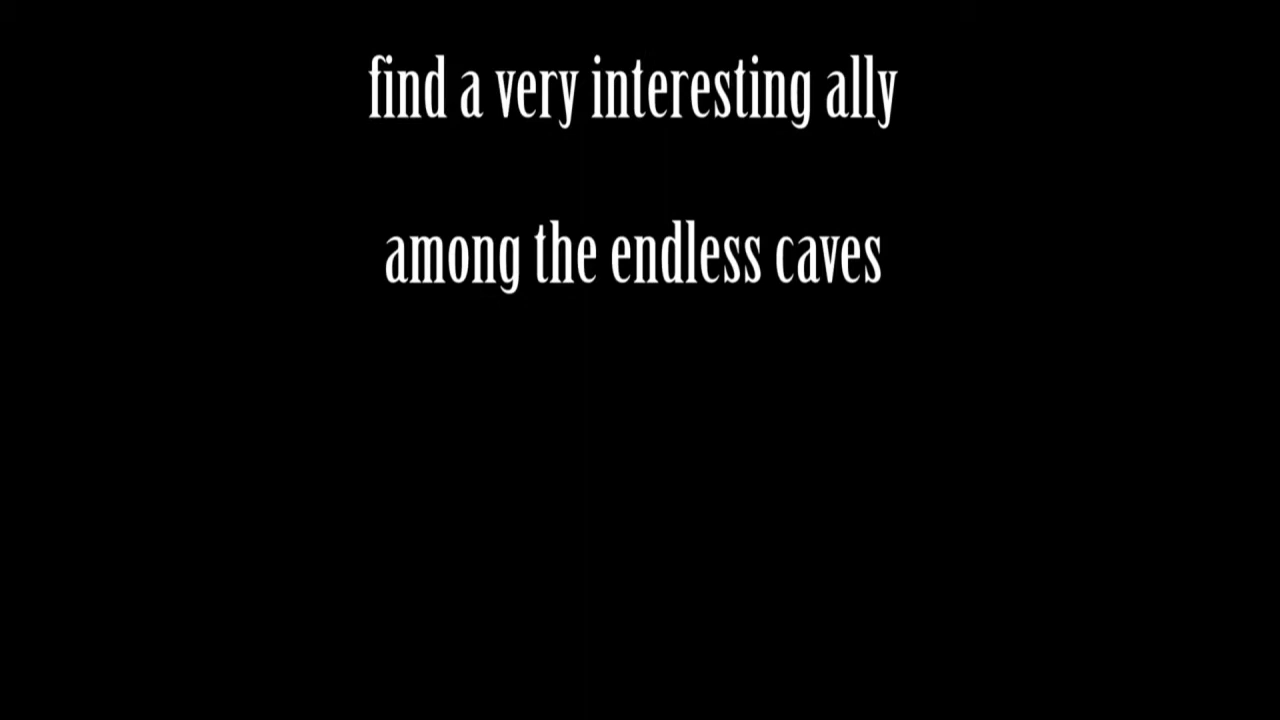 find a very interesting ally
among the endless caves